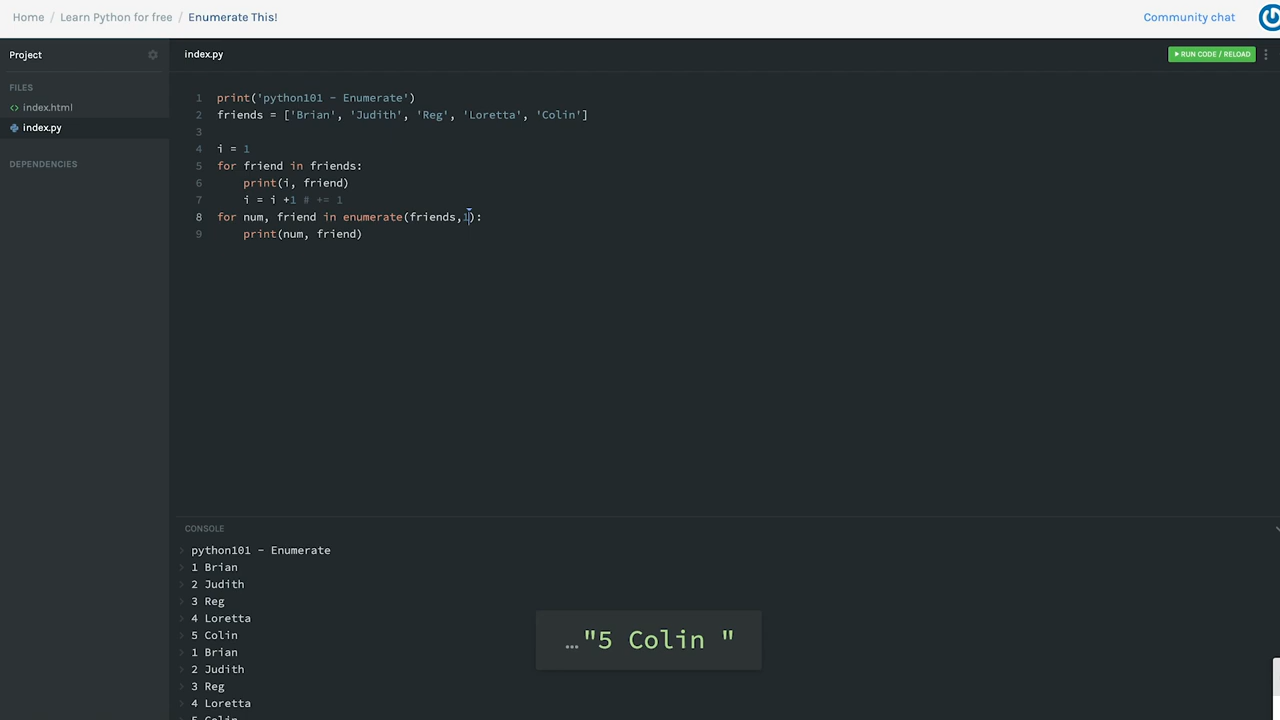 Home / Learn Python for free / Enumerate This!
Community chat
Project
index.py
▶ RUN CODE / RELOAD
FILES
<> index.html
index.py
DEPENDENCIES
1 print('python101 - Enumerate')
2 friends = ['Brian', 'Judith', 'Reg', 'Loretta', 'Colin']
3
4 i = 1
5 for friend in friends:
6     print(i, friend)
7     i = i +1 # += 1
8 for num, friend in enumerate(friends,1):
9     print(num, friend)
CONSOLE
› python101 - Enumerate
› 1 Brian
› 2 Judith
› 3 Reg
› 4 Loretta
› 5 Colin
› 1 Brian
› 2 Judith
› 3 Reg
› 4 Loretta
5 Colin
…"5 Colin "